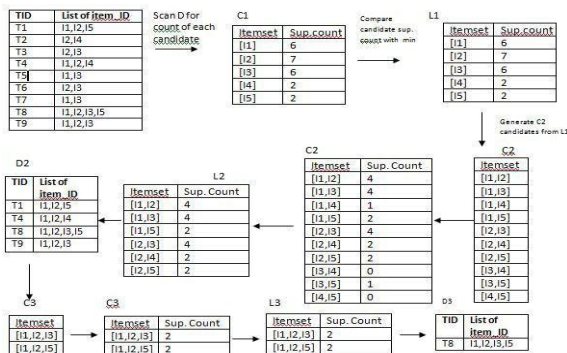 TID List of item_ID
T1 I1,I2,I5
T2 I2,I4
T3 I2,I3
T4 I1,I2,I4
T5 I1,I3
T6 I2,I3
T7 I1,I3
T8 I1,I2,I3,I5
T9 I1,I2,I3
Scan D for
count of each
candidate
C1
Itemset Sup.count
[I1] 6
[I2] 7
[I3] 6
[I4] 2
[I5] 2
Compare
candidate sup.
count with min
L1
Itemset Sup.count
[I1] 6
[I2] 7
[I3] 6
[I4] 2
[I5] 2
Generate C2
candidates from L1
C2
Itemset
[I1,I2]
[I1,I3]
[I1,I4]
[I1,I5]
[I2,I3]
[I2,I4]
[I2,I5]
[I3,I4]
[I3,I5]
[I4,I5]
C2
Itemset Sup. Count
[I1,I2] 4
[I1,I3] 4
[I1,I4] 1
[I1,I5] 2
[I2,I3] 4
[I2,I4] 2
[I2,I5] 2
[I3,I4] 0
[I3,I5] 1
[I4,I5] 0
L2
Itemset Sup. Count
[I1,I2] 4
[I1,I3] 4
[I1,I5] 2
[I2,I3] 4
[I2,I4] 2
[I2,I5] 2
D2
TID List of
item_ID
T1 I1,I2,I5
T4 I1,I2,I4
T8 I1,I2,I3,I5
T9 I1,I2,I3
C3
Itemset
[I1,I2,I3]
[I1,I2,I5]
C3
Itemset Sup. Count
[I1,I2,I3] 2
[I1,I2,I5] 2
L3
Itemset Sup. Count
[I1,I2,I3] 2
[I1,I2,I5] 2
D3
TID List of
item_ID
T8 I1,I2,I3,I5